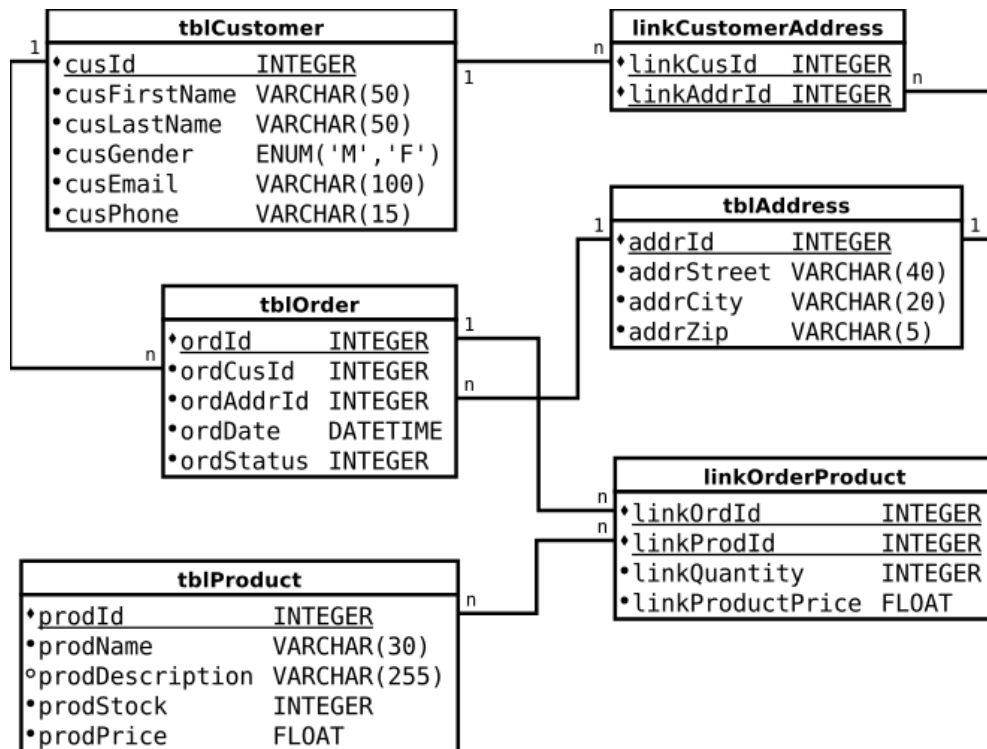 tblCustomer
cusId INTEGER
cusFirstName VARCHAR(50)
cusLastName VARCHAR(50)
cusGender ENUM('M','F')
cusEmail VARCHAR(100)
cusPhone VARCHAR(15)
1
1
n
linkCustomerAddress
linkCusId INTEGER
linkAddrId INTEGER
n
tblAddress
1
addrId INTEGER
1
addrStreet VARCHAR(40)
addrCity VARCHAR(20)
addrZip VARCHAR(5)
tblOrder
ordId INTEGER
ordCusId INTEGER
ordAddrId INTEGER
ordDate DATETIME
ordStatus INTEGER
1
n
n
linkOrderProduct
n
linkOrdId INTEGER
n
linkProdId INTEGER
linkQuantity INTEGER
linkProductPrice FLOAT
tblProduct
n
prodId INTEGER
prodName VARCHAR(30)
prodDescription VARCHAR(255)
prodStock INTEGER
prodPrice FLOAT